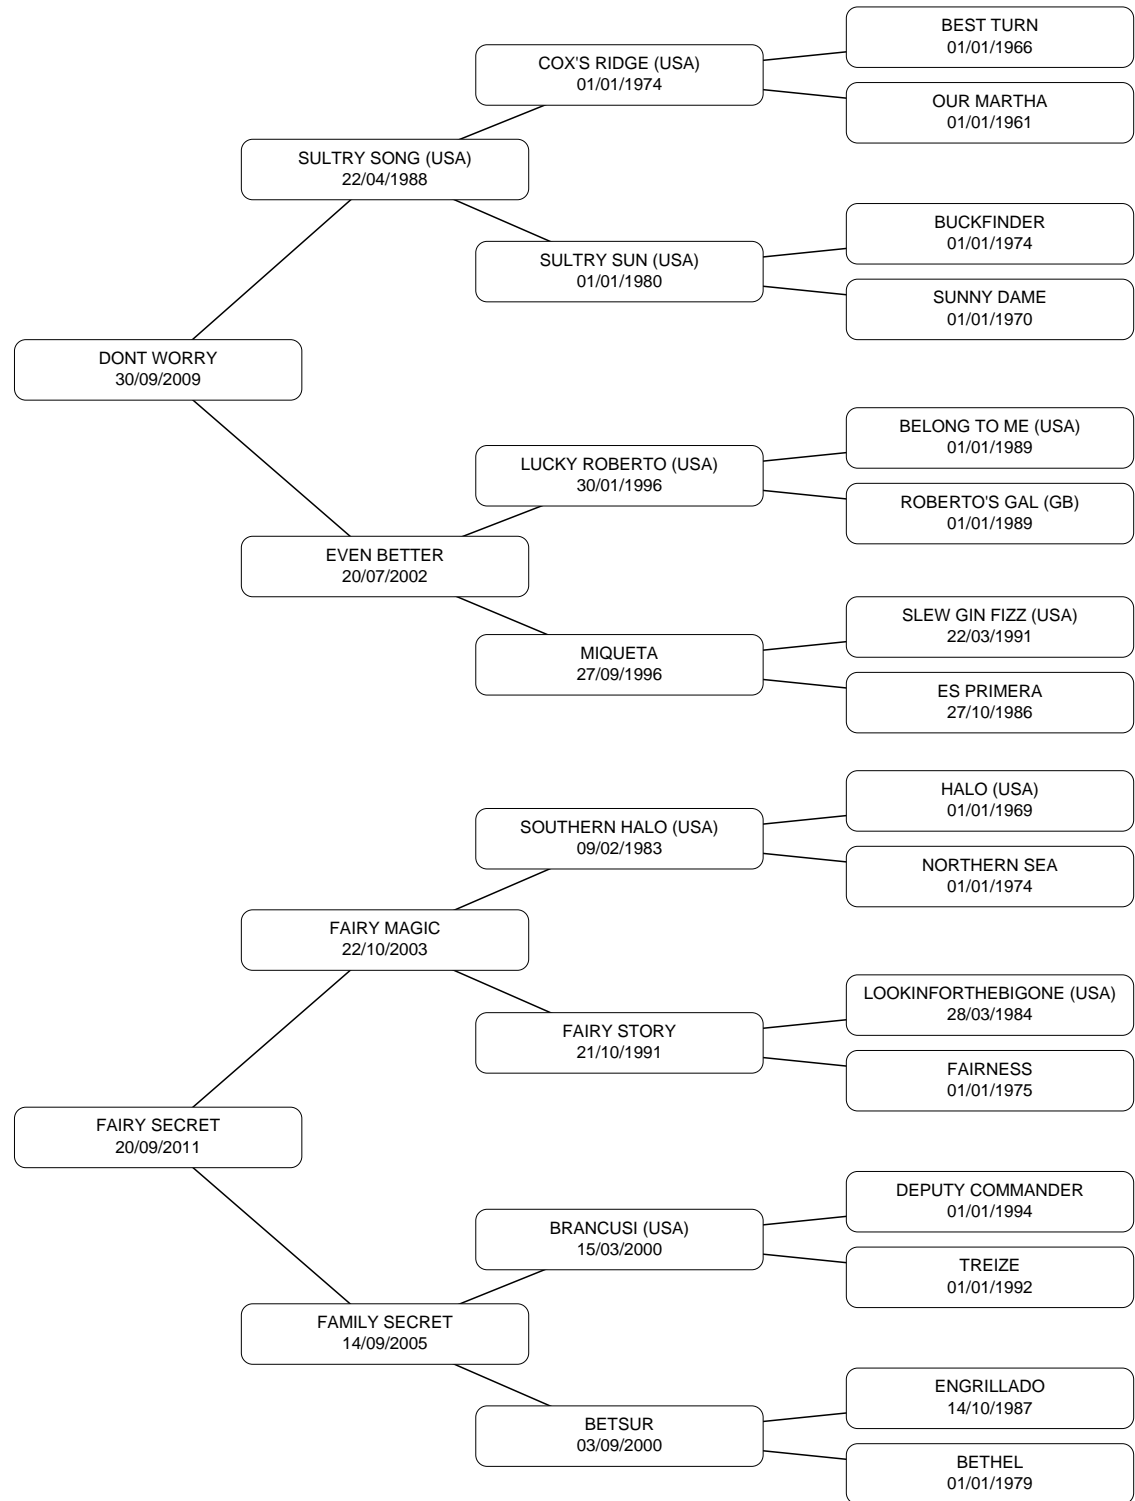 BEST TURN
01/01/1966
COX'S RIDGE (USA)
01/01/1974
OUR MARTHA
01/01/1961
SULTRY SONG (USA)
22/04/1988
BUCKFINDER
01/01/1974
SULTRY SUN (USA)
01/01/1980
SUNNY DAME
01/01/1970
DONT WORRY
30/09/2009
BELONG TO ME (USA)
01/01/1989
LUCKY ROBERTO (USA)
30/01/1996
ROBERTO'S GAL (GB)
01/01/1989
EVEN BETTER
20/07/2002
SLEW GIN FIZZ (USA)
22/03/1991
MIQUETA
27/09/1996
ES PRIMERA
27/10/1986
HALO (USA)
01/01/1969
SOUTHERN HALO (USA)
09/02/1983
NORTHERN SEA
01/01/1974
FAIRY MAGIC
22/10/2003
LOOKINFORTHEBIGONE (USA)
28/03/1984
FAIRY STORY
21/10/1991
FAIRNESS
01/01/1975
FAIRY SECRET
20/09/2011
DEPUTY COMMANDER
01/01/1994
BRANCUSI (USA)
15/03/2000
TREIZE
01/01/1992
FAMILY SECRET
14/09/2005
ENGRILLADO
14/10/1987
BETSUR
03/09/2000
BETHEL
01/01/1979